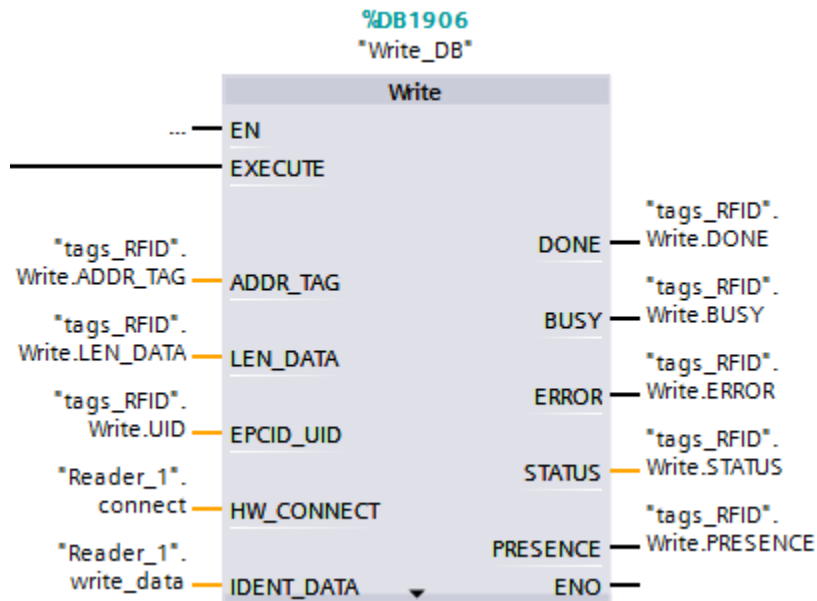 %DB1906
"Write_DB"
Write
... EN
EXECUTE
"tags_RFID".
Write.ADDR_TAG
ADDR_TAG
"tags_RFID".
Write.LEN_DATA
LEN_DATA
"tags_RFID".
Write.UID
EPCID_UID
"Reader_1".
connect
HW_CONNECT
"Reader_1".
write_data
IDENT_DATA
DONE
"tags_RFID".
Write.DONE
BUSY
"tags_RFID".
Write.BUSY
ERROR
"tags_RFID".
Write.ERROR
STATUS
"tags_RFID".
Write.STATUS
PRESENCE
"tags_RFID".
Write.PRESENCE
ENO